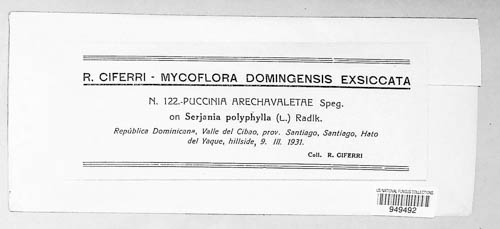 R. CIFERRI - MYCOFLORA DOMINGENSIS EXSICCATA
N. 122.-PUCCINIA ARECHAVALETAE Speg.
on Serjania polyphylla (L.) Radlk.
República Dominicana, Valle del Cibao, prov. Santiago, Santiago, Hato
del Yaque, hillside, 9. III. 1931.
Coll. R. CIFERRI
US NATIONAL FUNGUS COLLECTIONS
949492